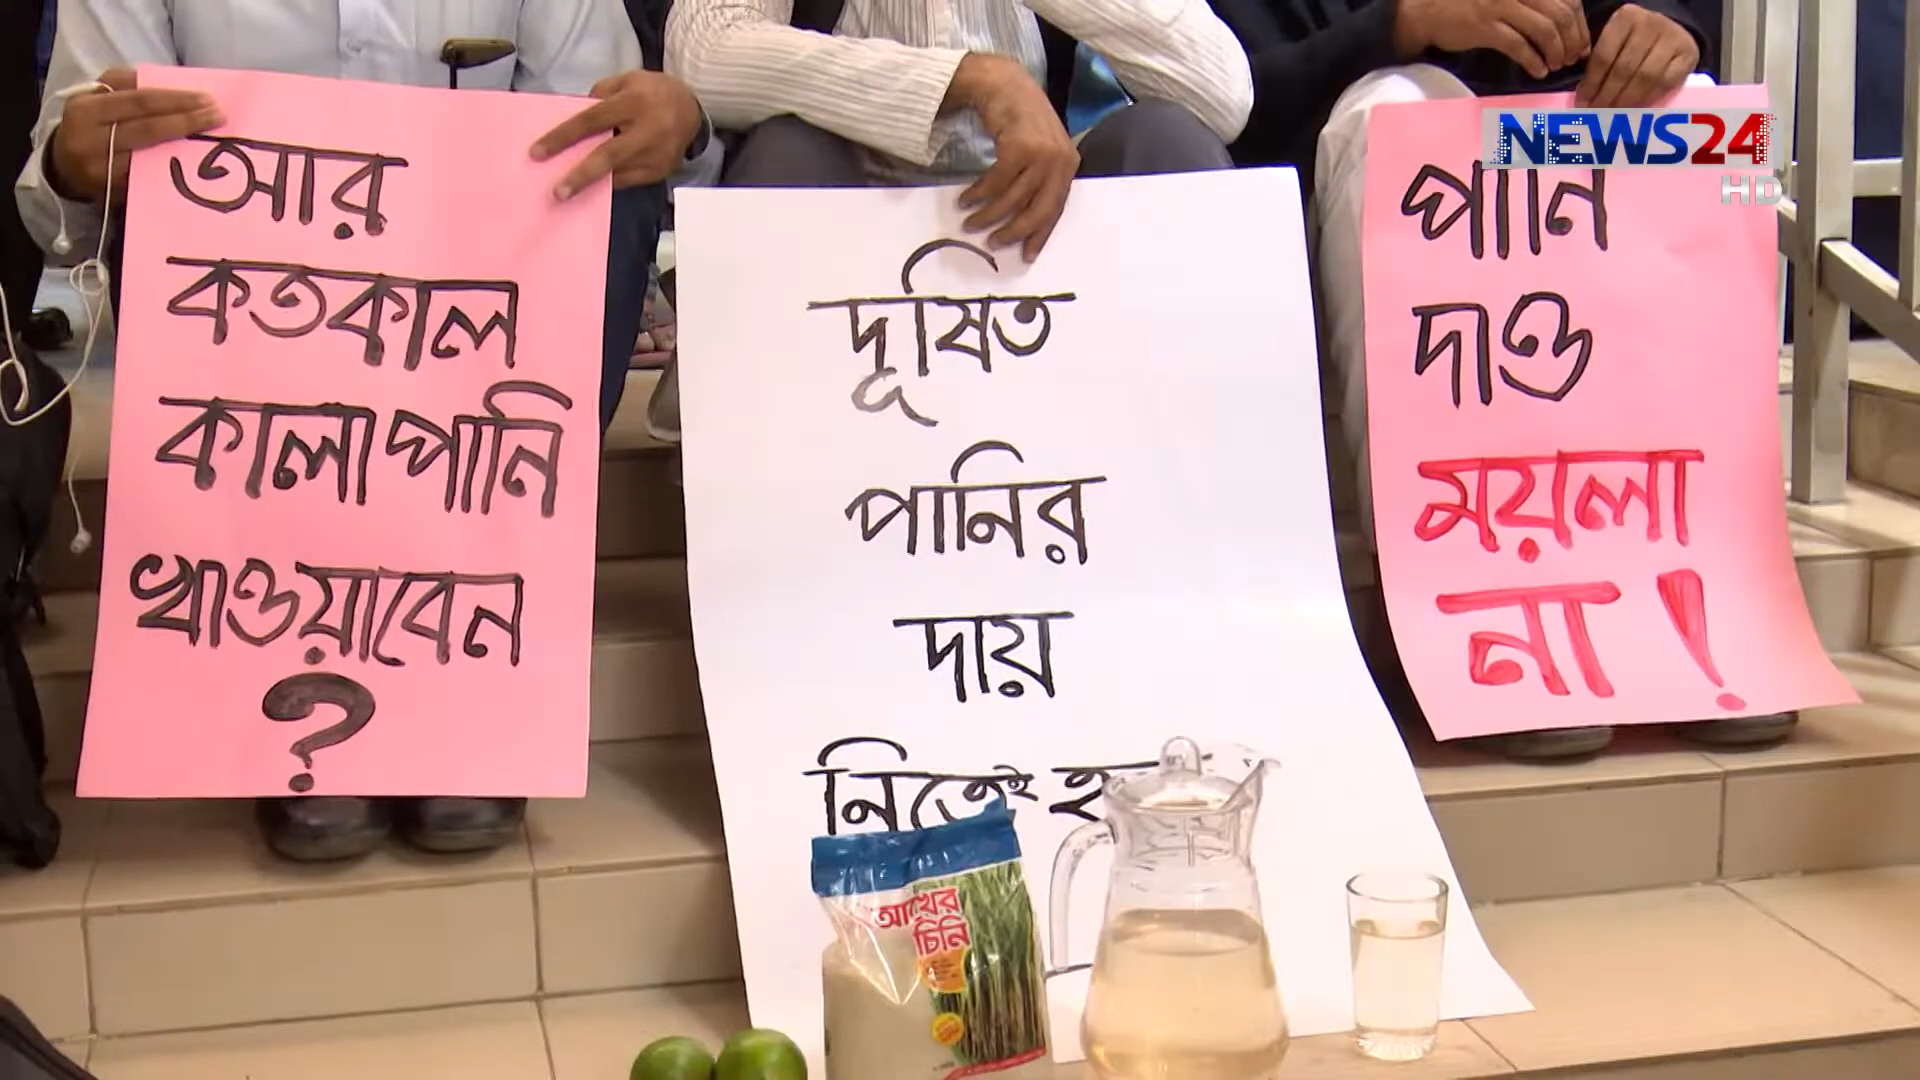 আর
কতকাল
কালাপানি
খাওয়াবেন
?
দূষিত
পানির
দায়
নিতেই
পানি
দাও
ময়লা
না!
NEWS24
HD
আখের
চিনি